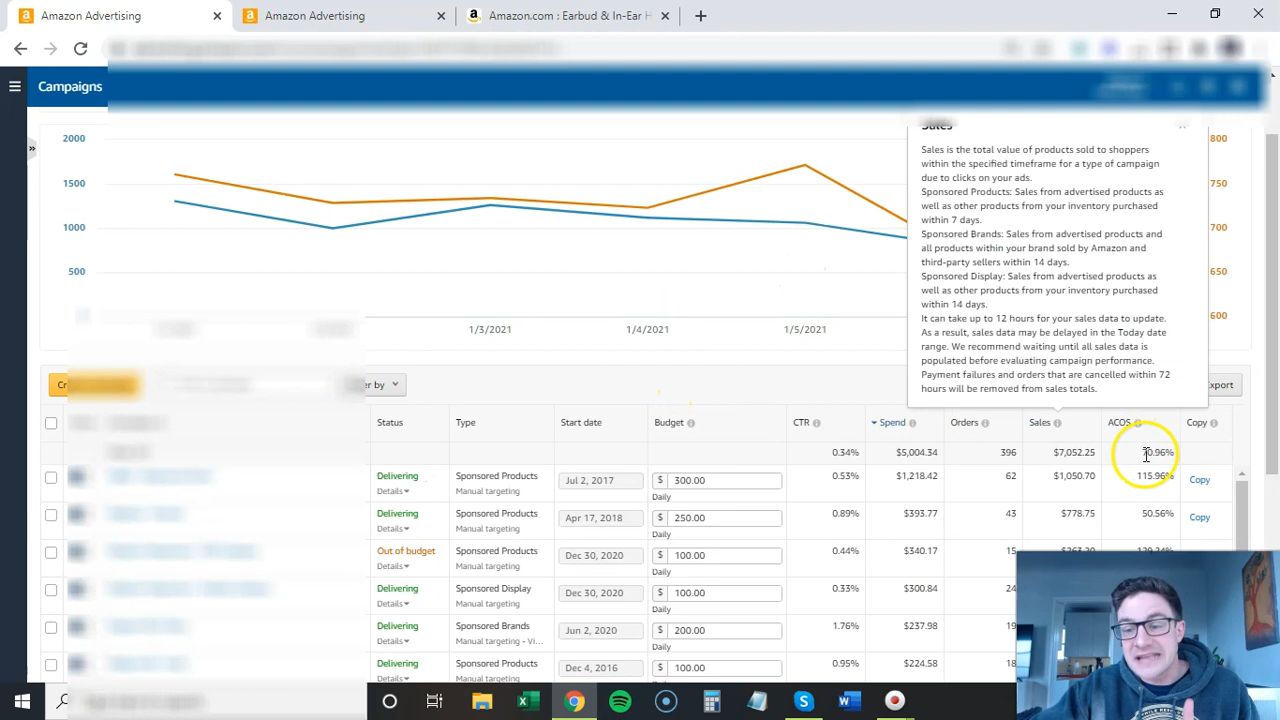 Amazon Advertising
Amazon Advertising
Amazon.com : Earbud & In-Ear H
Campaigns
2000
1500
1000
500
1/3/2021
1/4/2021
1/5/2021
800
750
700
650
600
Sales
Sales is the total value of products sold to shoppers
within the specified timeframe for a type of campaign
due to clicks on your ads.
Sponsored Products: Sales from advertised products as
well as other products from your inventory purchased
within 7 days.
Sponsored Brands: Sales from advertised products and
all products within your brand sold by Amazon and
third-party sellers within 14 days.
Sponsored Display: Sales from advertised products as
well as other products from your inventory purchased
within 14 days.
It can take up to 12 hours for your sales data to update.
As a result, sales data may be delayed in the Today date
range. We recommend waiting until all sales data is
populated before evaluating campaign performance.
Payment failures and orders that are cancelled within 72
hours will be removed from sales totals.
er by
Export
Status Type Start date Budget CTR Spend Orders Sales ACOS Copy
0.34% $5,004.34 396 $7,052.25 70.96%
Delivering Sponsored Products Jul 2, 2017 $ 300.00 0.53% $1,218.42 62 $1,050.70 115.96% Copy
Details Manual targeting Daily
Delivering Sponsored Products Apr 17, 2018 $ 250.00 0.89% $393.77 43 $778.75 50.56% Copy
Details Manual targeting Daily
Out of budget Sponsored Products Dec 30, 2020 $ 100.00 0.44% $340.17 15 $263.20 129.24%
Details Manual targeting Daily
Delivering Sponsored Display Dec 30, 2020 $ 100.00 0.33% $300.84 24
Details Manual targeting Daily
Delivering Sponsored Brands Jun 2, 2020 $ 200.00 1.76% $237.98 19
Details Manual targeting - Vi... Daily
Delivering Sponsored Products Dec 4, 2016 $ 100.00 0.95% $224.58 18